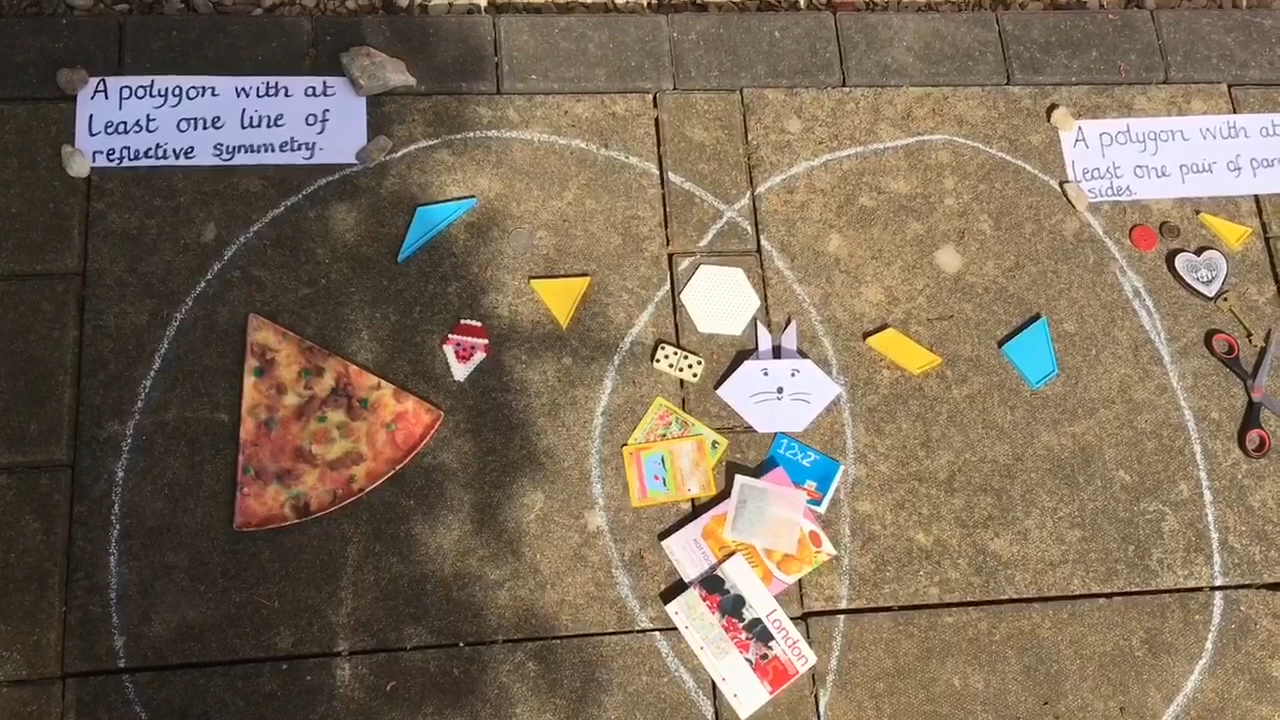 A polygon with at
Least one line of
reflective symmetry.
A polygon with at
least one pair of par
sides.
12x2
London